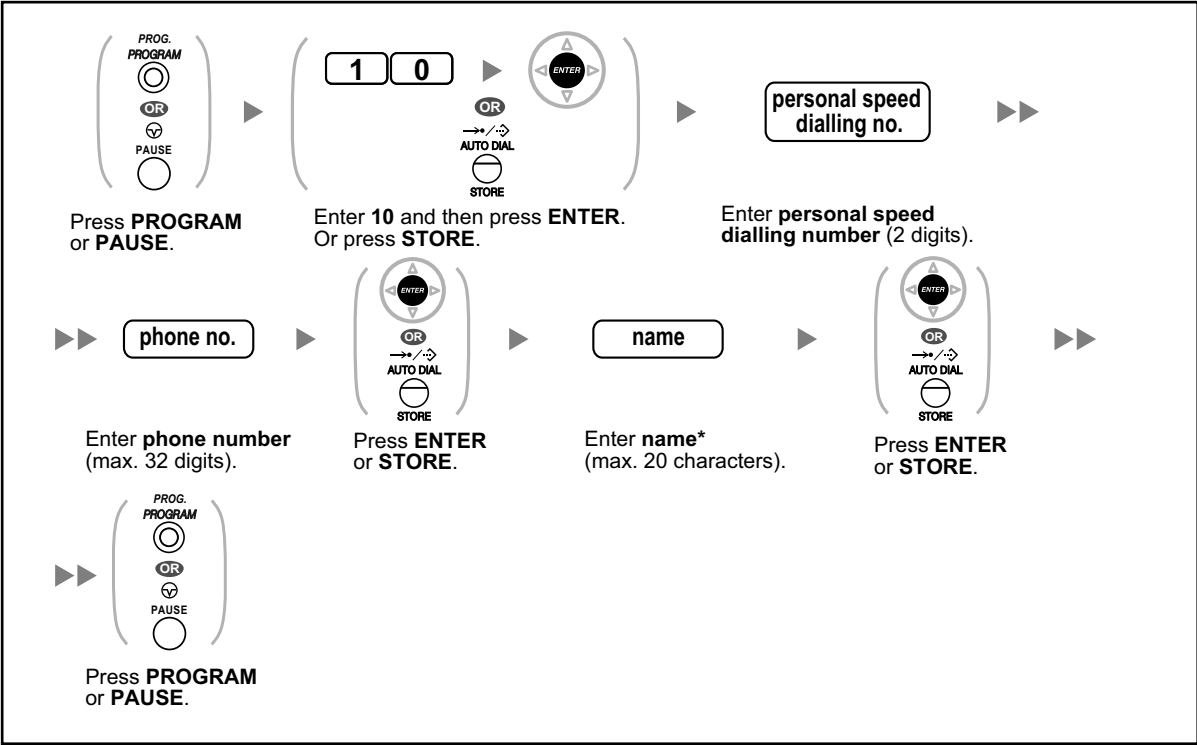 PROG.
PROGRAM
OR
PAUSE
Press PROGRAM
or PAUSE.
1 0
ENTER
OR
AUTO DIAL
STORE
Enter 10 and then press ENTER.
Or press STORE.
personal speed
dialling no.
Enter personal speed
dialling number (2 digits).
phone no.
Enter phone number
(max. 32 digits).
ENTER
OR
AUTO DIAL
STORE
Press ENTER
or STORE.
name
Enter name*
(max. 20 characters).
ENTER
OR
AUTO DIAL
STORE
Press ENTER
or STORE.
PROG.
PROGRAM
OR
PAUSE
Press PROGRAM
or PAUSE.